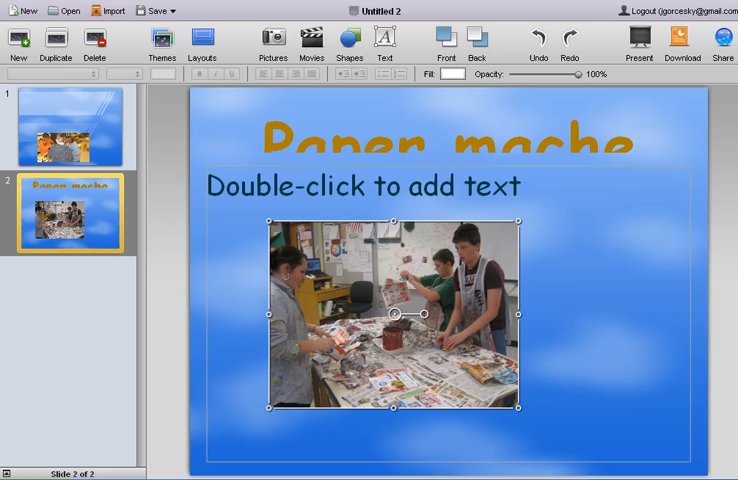 New Open Import Save Untitled 2 Logout (jgorcesky@gmail.com
New Duplicate Delete Themes Layouts Pictures Movies Shapes Text Front Back Undo Redo Present Download Share
B I U Fill: Opacity: 100%
1
2
Paper mache
Paper mache
Double-click to add text
Slide 2 of 2